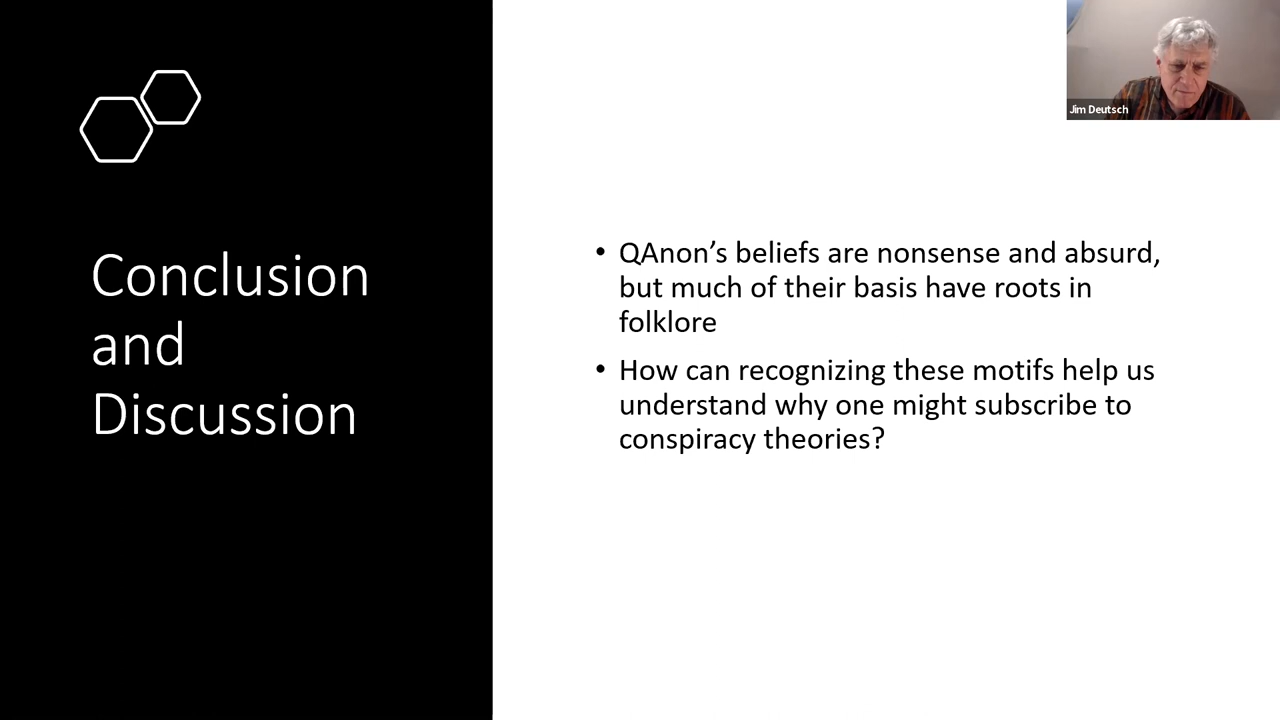 Conclusion
and
Discussion
• QAnon’s beliefs are nonsense and absurd,
but much of their basis have roots in
folklore
• How can recognizing these motifs help us
understand why one might subscribe to
conspiracy theories?
Jim Deutsch